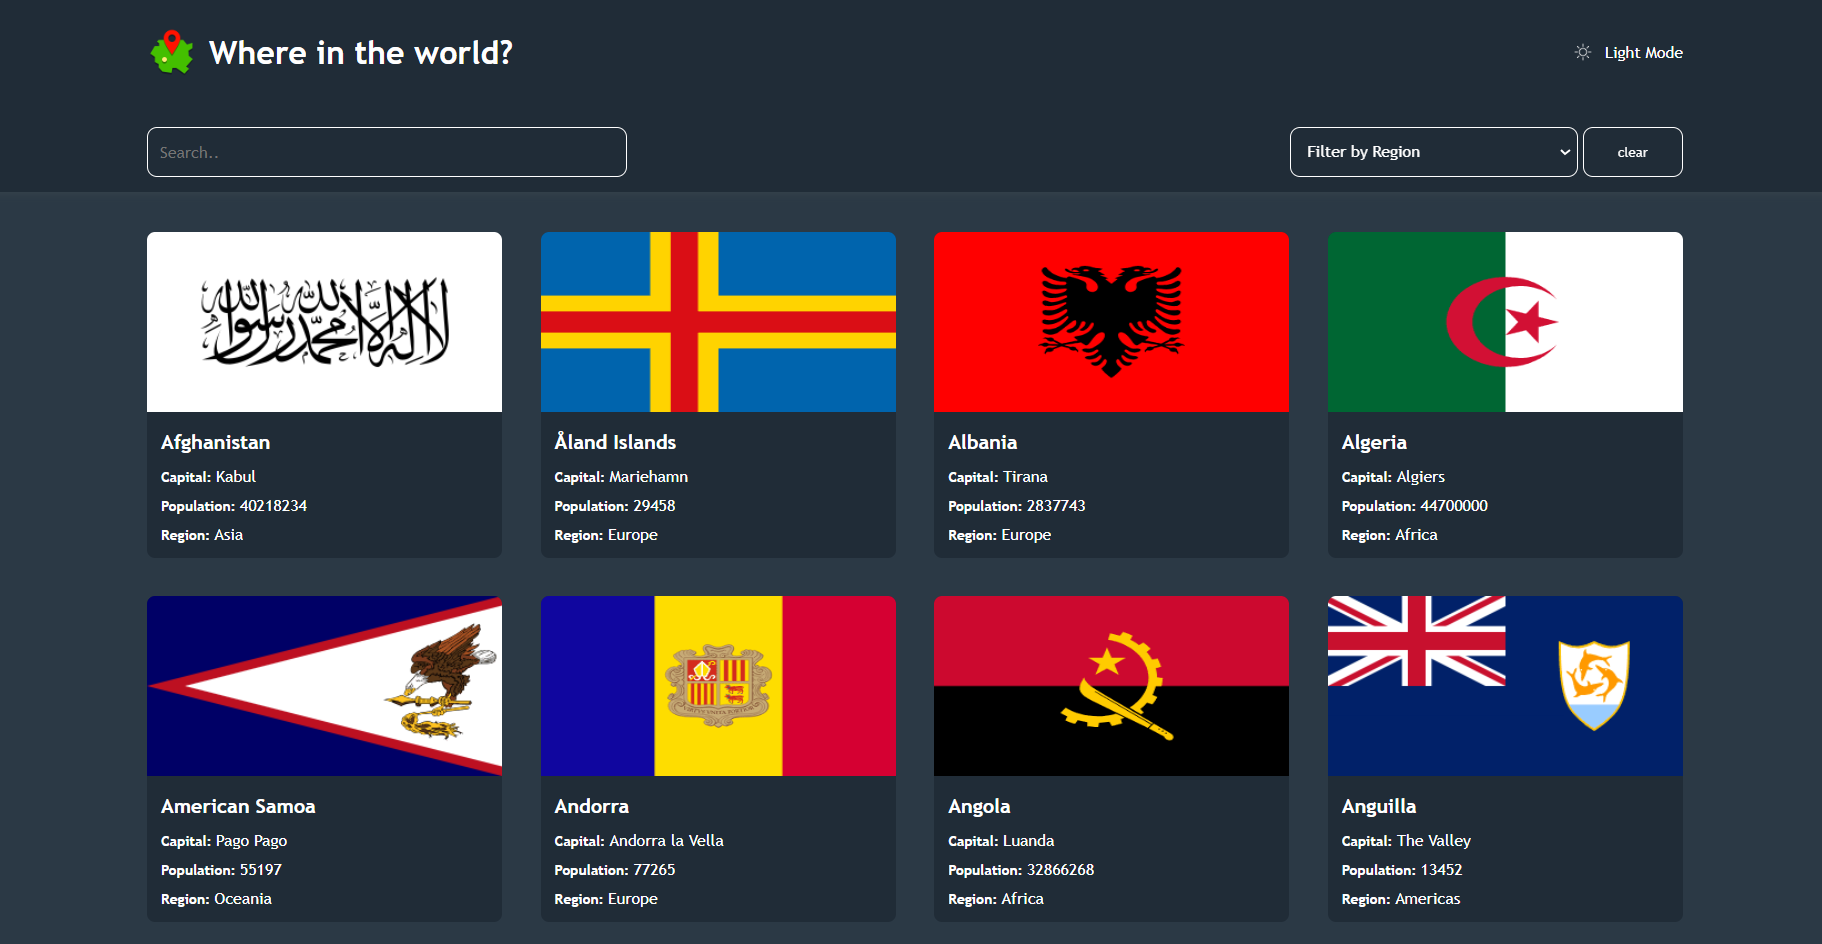 Where in the world?
Light Mode
Search..
Filter by Region
clear
لا إله إلا الله محمد رسول الله
Afghanistan
Capital: Kabul
Population: 40218234
Region: Asia
Åland Islands
Capital: Mariehamn
Population: 29458
Region: Europe
Albania
Capital: Tirana
Population: 2837743
Region: Europe
Algeria
Capital: Algiers
Population: 44700000
Region: Africa
American Samoa
Capital: Pago Pago
Population: 55197
Region: Oceania
Andorra
Capital: Andorra la Vella
Population: 77265
Region: Europe
Angola
Capital: Luanda
Population: 32866268
Region: Africa
Anguilla
Capital: The Valley
Population: 13452
Region: Americas